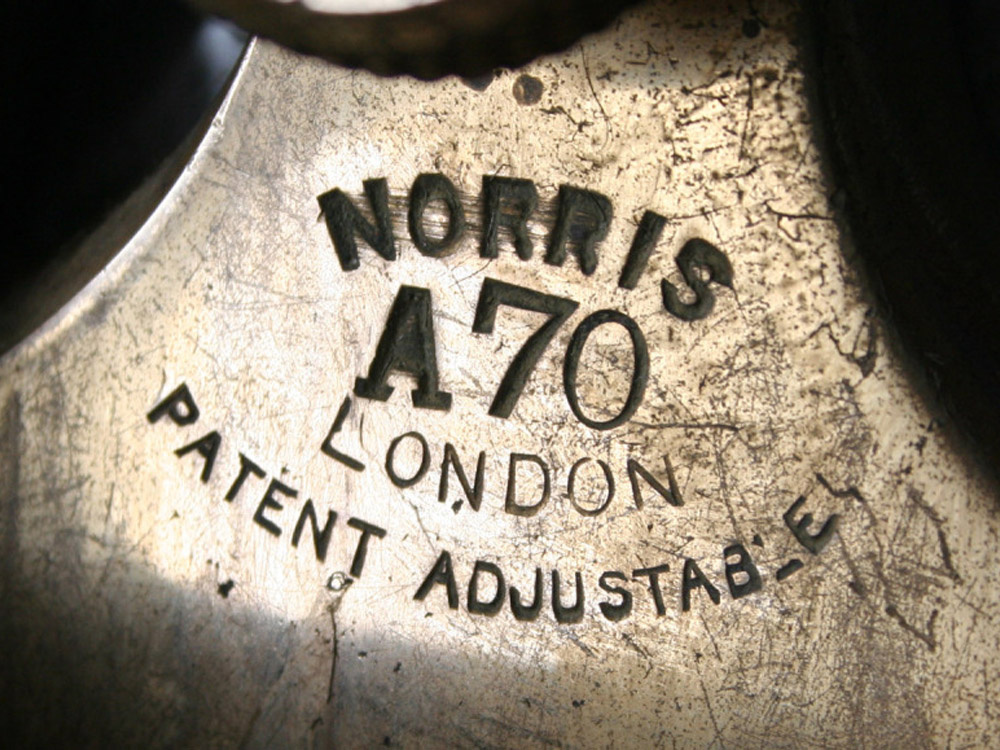 NORRIS
A70
LONDON
PATENT ADJUSTABLE